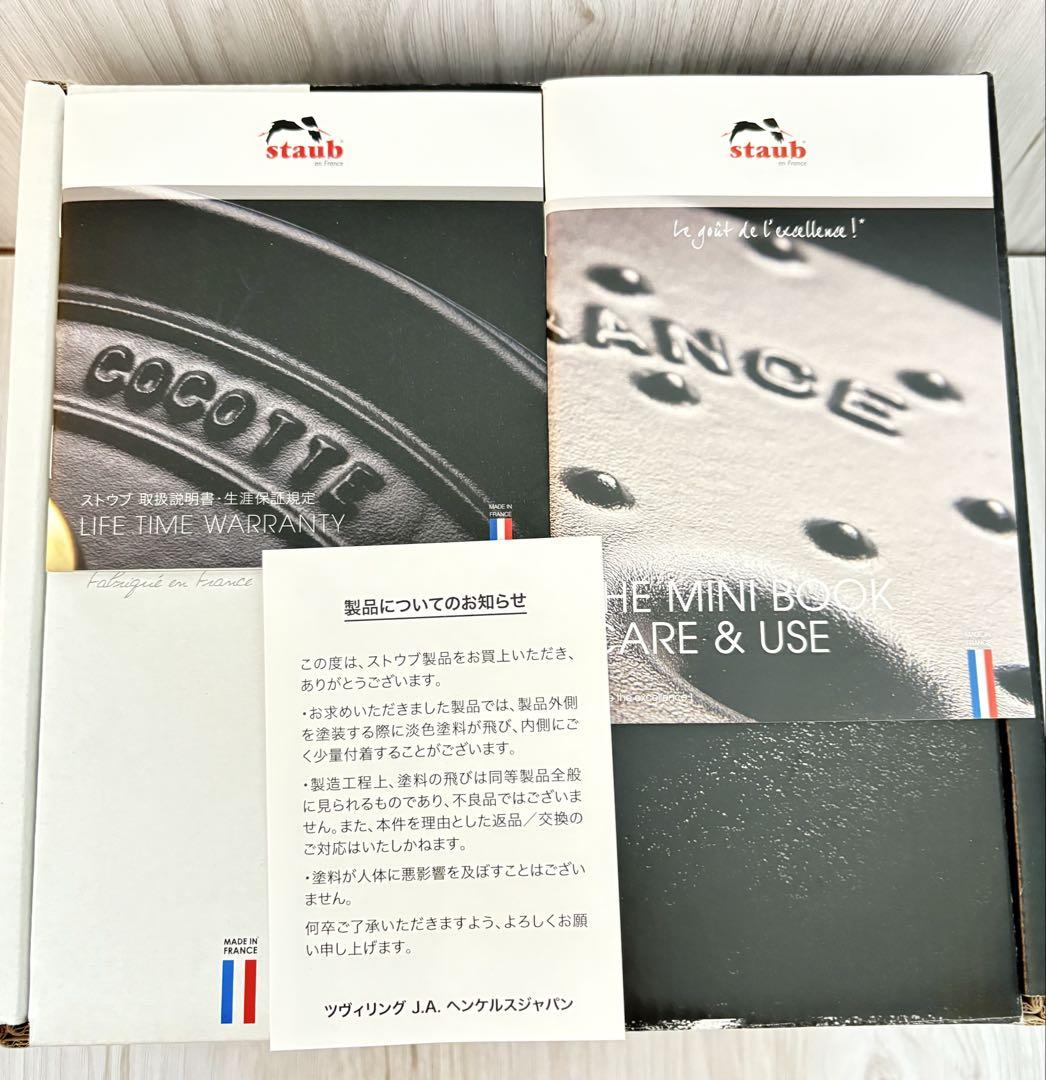 staub
en France
COCOTTE
ストウブ 取扱説明書・生涯保証規定
LIFE TIME WARRANTY
MADE IN
FRANCE
Fabriqué en France
MADE IN
FRANCE
staub
en France
Le goût de l'excellence!*
RANCE
HE MINI BOOK
CARE & USE
MADE IN
FRANCE
製品についてのお知らせ
この度は、ストウブ製品をお買上いただき、
ありがとうございます。
・お求めいただきました製品では、製品外側
を塗装する際に淡色塗料が飛び、内側にご
く少量付着することがございます。
・製造工程上、塗料の飛びは同等製品全般
に見られるものであり、不良品ではございま
せん。また、本件を理由とした返品／交換の
ご対応はいたしかねます。
・塗料が人体に悪影響を及ぼすことはござい
ません。
何卒ご了承いただきますよう、よろしくお願
い申し上げます。
ツヴィリング J.A. ヘンケルスジャパン